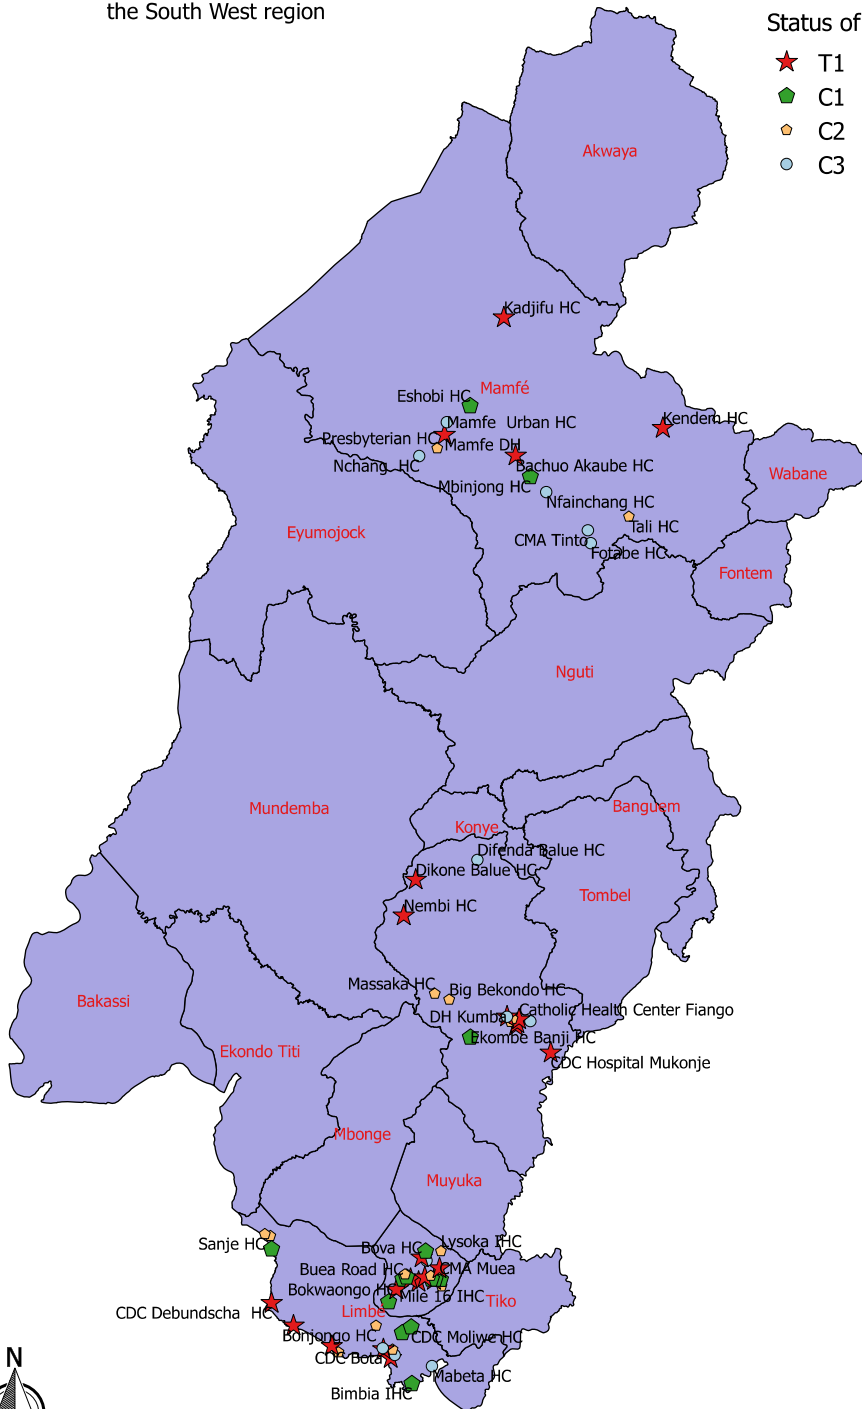 the South West region
Status of
T1
C1
C2
C3
Akwaya
Kadjifu HC
Mamfé
Eshobi HC
Mamfe Urban HC
Kendem HC
Presbyterian HC
Mamfe DH
Nchang HC
Bachuo Akaube HC
Wabane
Mbinjong HC
Nfainchang HC
Tali HC
Eyumojock
CMA Tinto
Fotabe HC
Fontem
Nguti
Mundemba
Banguem
Konye
Difenda Balue HC
Dikone Balue HC
Tombel
Nembi HC
Massaka HC
Big Bekondo HC
Bakassi
Catholic Health Center Fiango
DH Kumba
Ekombe Banji HC
Ekondo Titi
CDC Hospital Mukonje
Mbonge
Muyuka
Sanje HC
Bova HC
Lysoka IHC
Buea Road HC
CMA Muea
Bokwaongo HC
Mile 16 IHC
Tiko
CDC Debundscha HC
Limbe
Bonjongo HC
CDC Moliwe HC
CDC Bota
Mabeta HC
Bimbia IHC
N